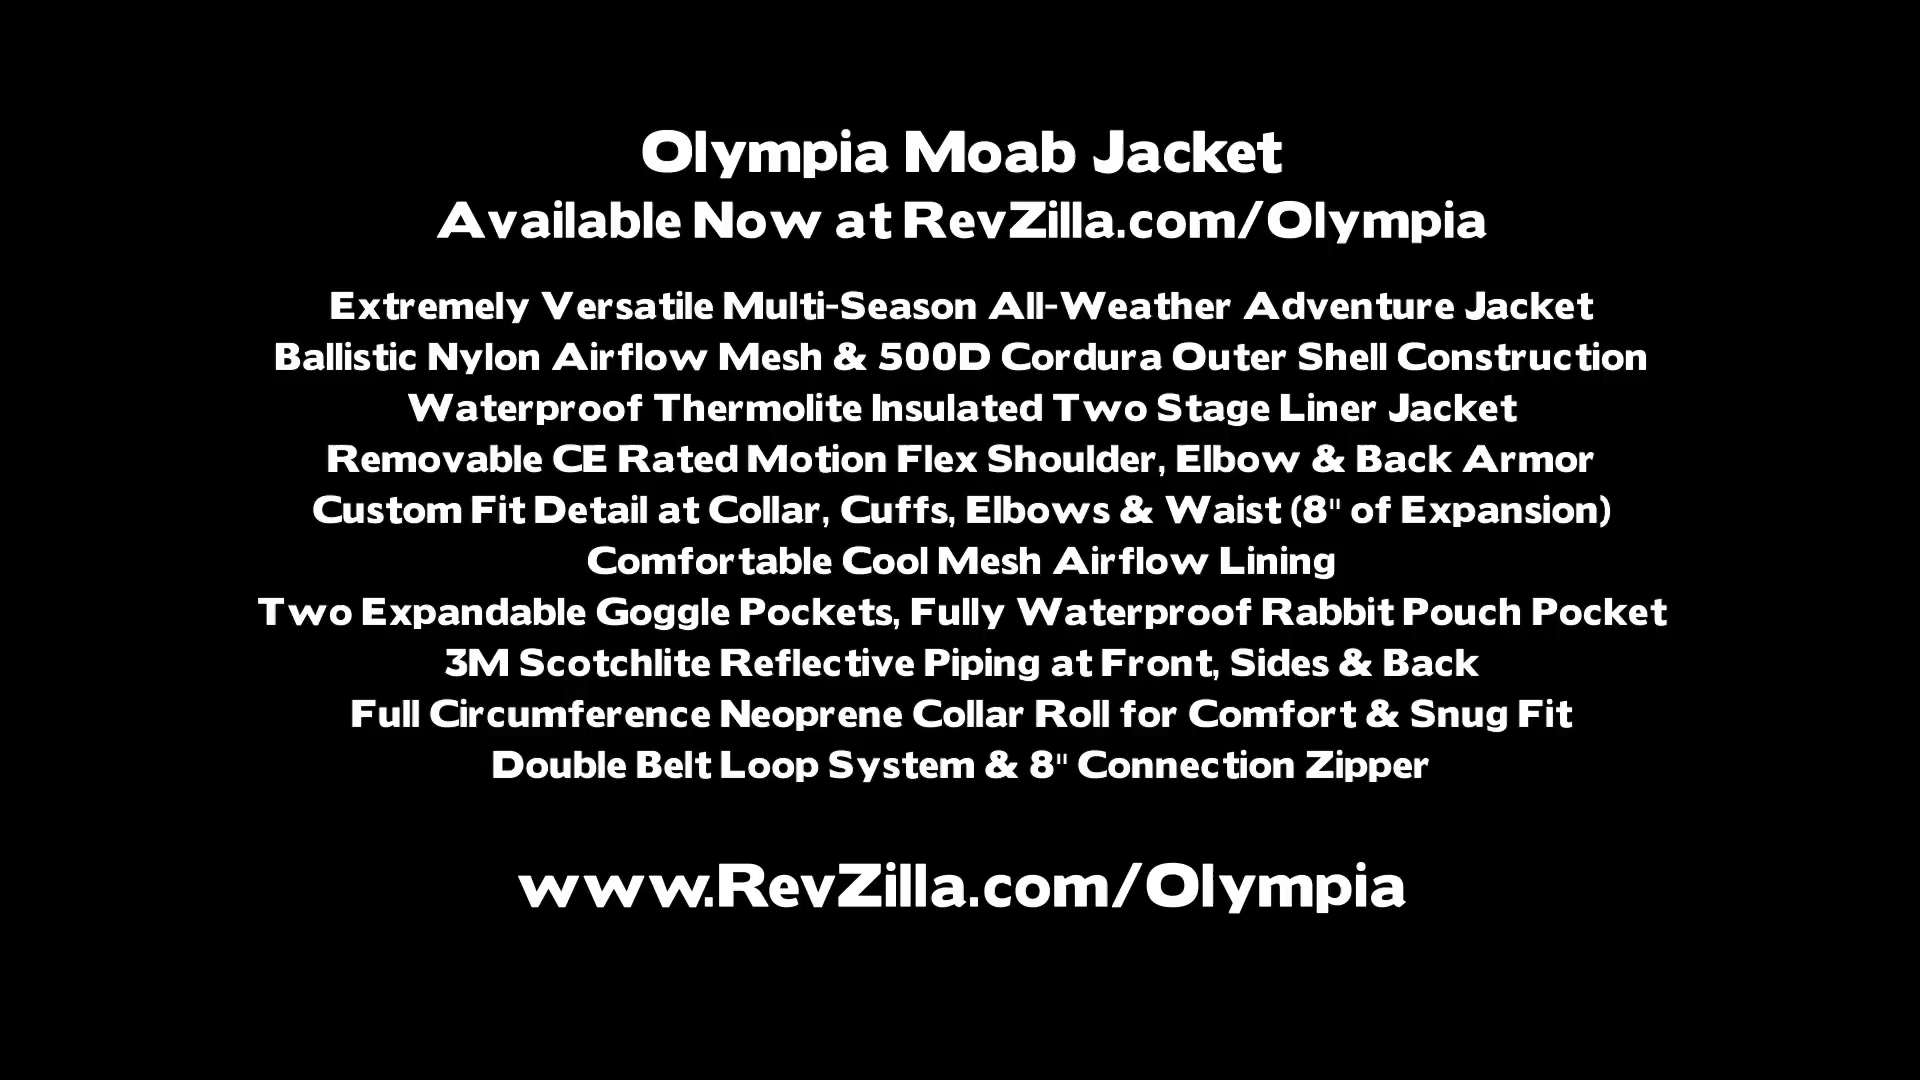 Olympia Moab Jacket
Available Now at RevZilla.com/Olympia
Extremely Versatile Multi-Season All-Weather Adventure Jacket
Ballistic Nylon Airflow Mesh & 500D Cordura Outer Shell Construction
Waterproof Thermolite Insulated Two Stage Liner Jacket
Removable CE Rated Motion Flex Shoulder, Elbow & Back Armor
Custom Fit Detail at Collar, Cuffs, Elbows & Waist (8" of Expansion)
Comfortable Cool Mesh Airflow Lining
Two Expandable Goggle Pockets, Fully Waterproof Rabbit Pouch Pocket
3M Scotchlite Reflective Piping at Front, Sides & Back
Full Circumference Neoprene Collar Roll for Comfort & Snug Fit
Double Belt Loop System & 8" Connection Zipper
www.RevZilla.com/Olympia